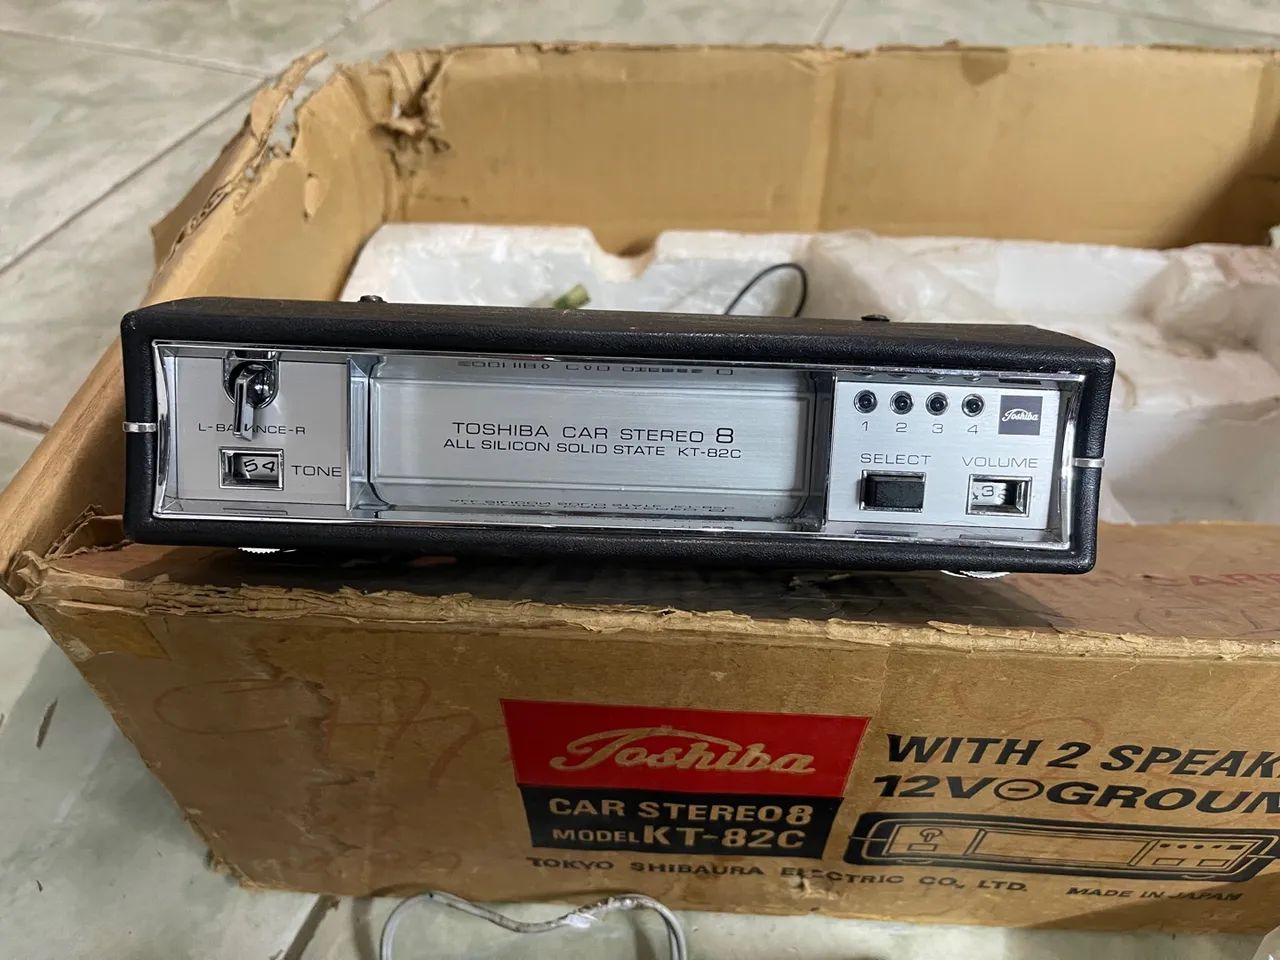 L-BALANCE-R
54 TONE
TOSHIBA CAR STEREO 8
ALL SILICON SOLID STATE KT-82C
1 2 3 4
Toshiba
SELECT VOLUME
3
Toshiba
CAR STEREO 8
MODEL KT-82C
TOKYO SHIBAURA ELECTRIC CO., LTD.
WITH 2 SPEAK
12V⊖GROUN
MADE IN JAPAN